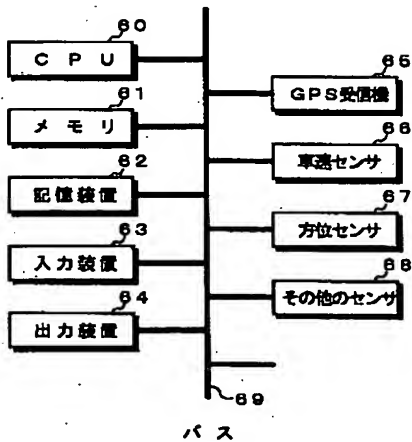 60
CPU
61
メモリ
62
記憶装置
63
入力装置
64
出力装置
65
GPS受信機
66
車速センサ
67
方位センサ
68
その他のセンサ
69
バス